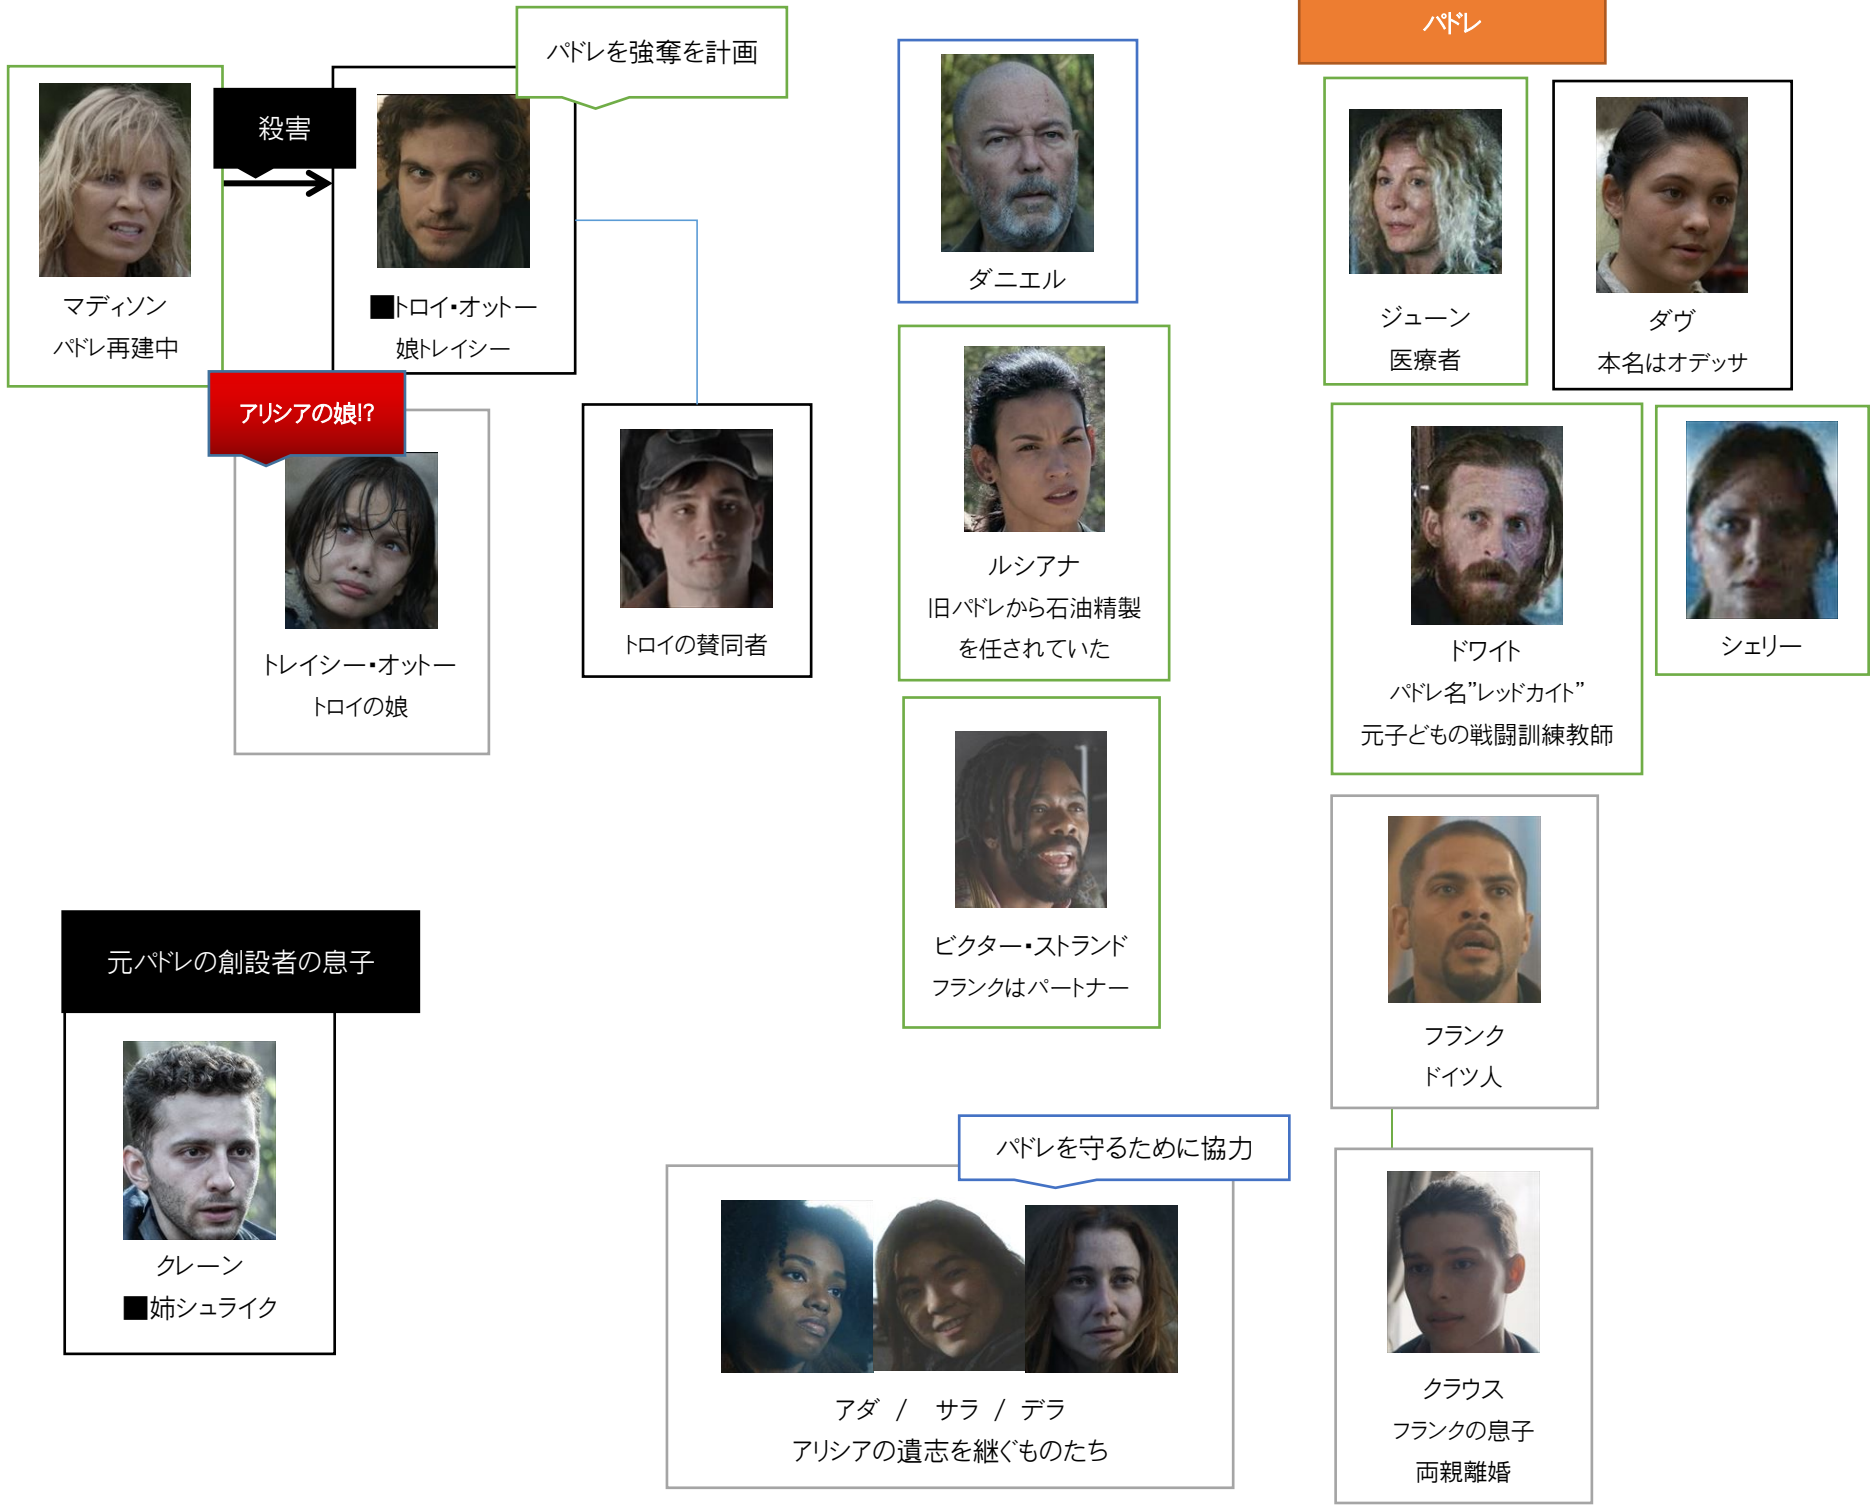 パドレを強奪を計画
殺害
マディソン
パドレ再建中
■トロイ・オットー
娘トレイシー
アリシアの娘!?
トレイシー・オットー
トロイの娘
トロイの賛同者
ダニエル
ルシアナ
旧パドレから石油精製
を任されていた
ビクター・ストランド
フランクはパートナー
パドレ
ジューン
医療者
ダヴ
本名はオデッサ
ドワイト
パドレ名”レッドカイト”
元子どもの戦闘訓練教師
シェリー
フランク
ドイツ人
クラウス
フランクの息子
両親離婚
元パドレの創設者の息子
クレーン
■姉シュライク
パドレを守るために協力
アダ / サラ / デラ
アリシアの遺志を継ぐものたち